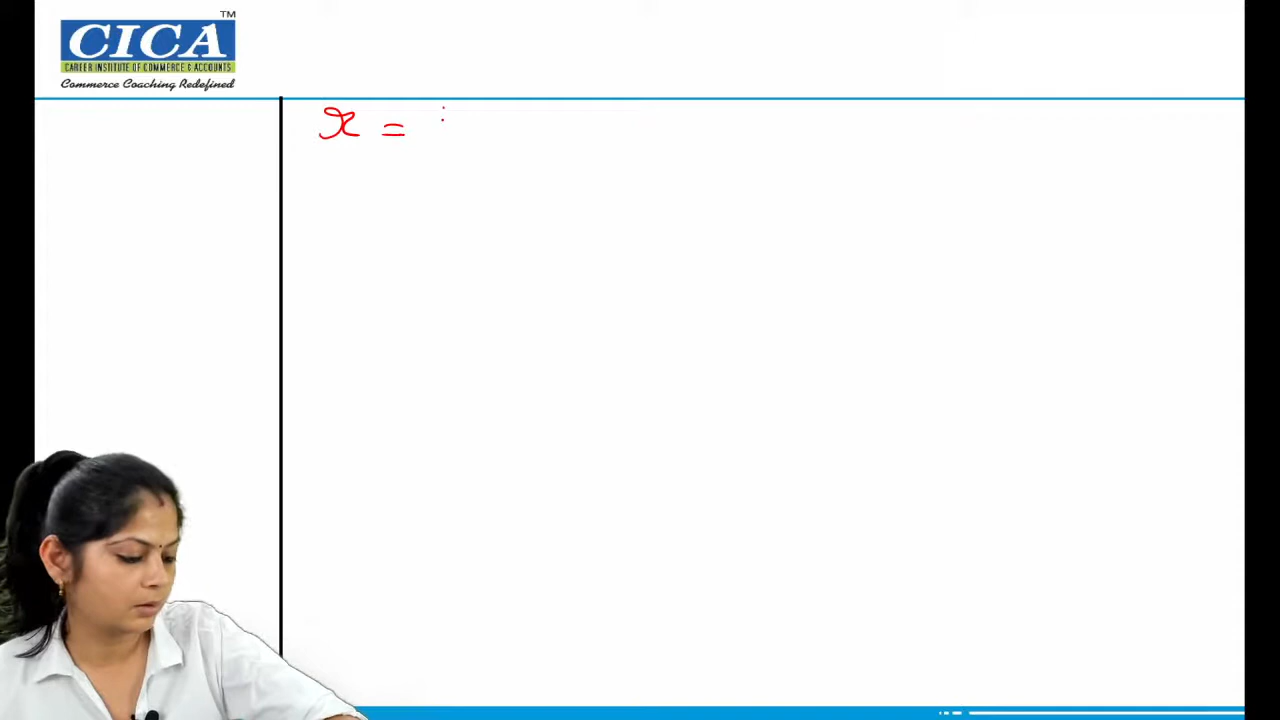 TM
CICA
CAREER INSTITUTE OF COMMERCE & ACCOUNTS
Commerce Coaching Redefined
x =